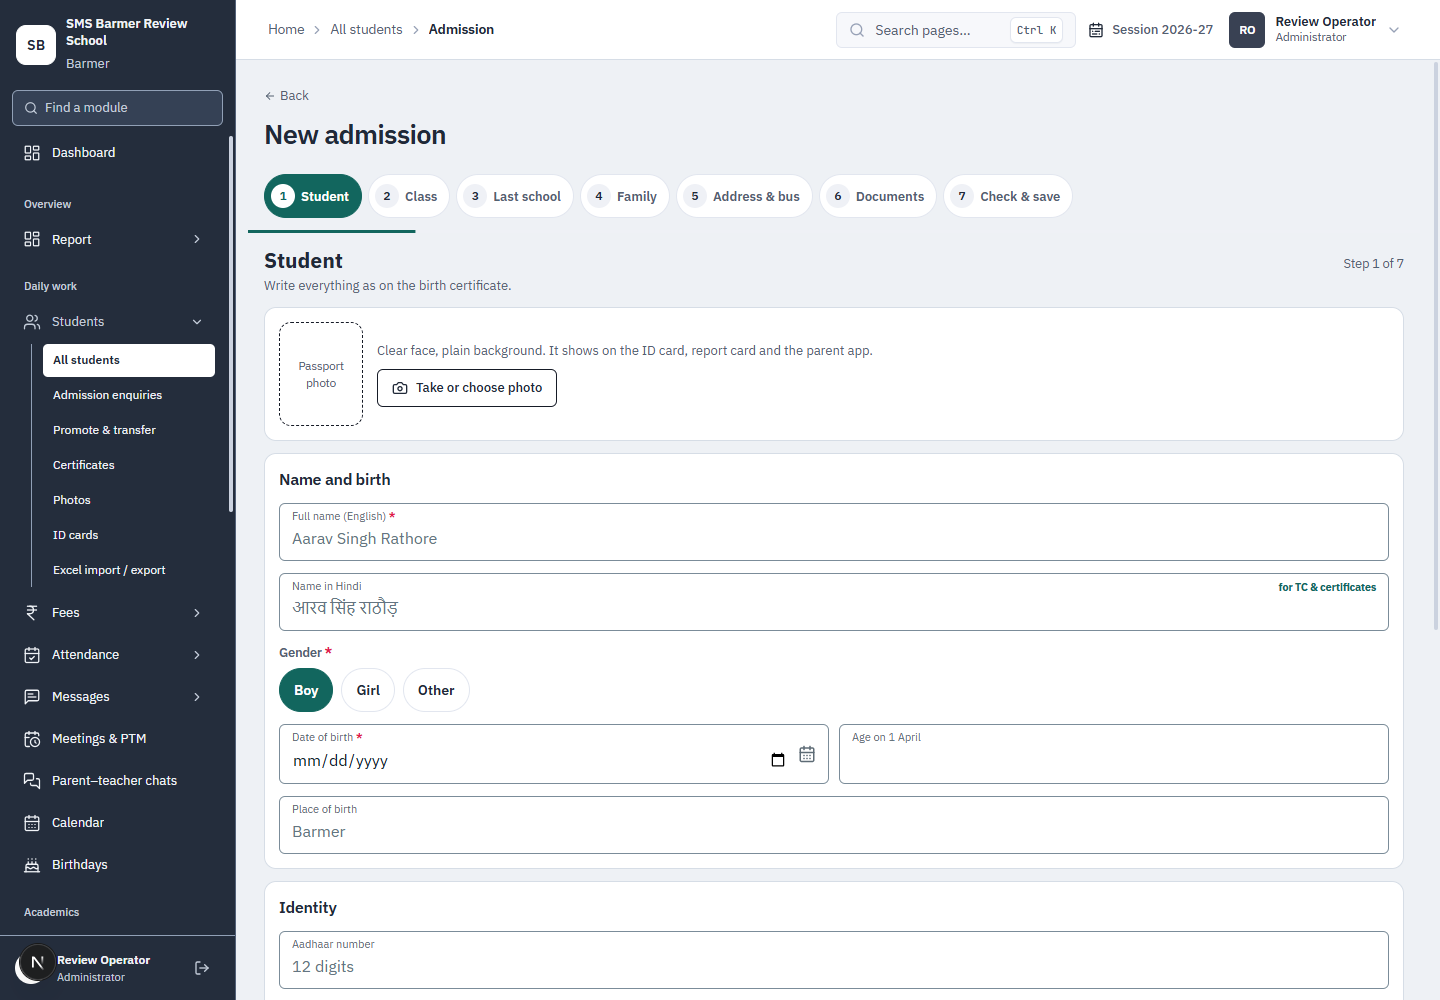 SB
SMS Barmer Review
School
Barmer
Find a module
Dashboard
Overview
Report
Daily work
Students
All students
Admission enquiries
Promote & transfer
Certificates
Photos
ID cards
Excel import / export
Fees
Attendance
Messages
Meetings & PTM
Parent–teacher chats
Calendar
Birthdays
Academics
N
Review Operator
Administrator
Home > All students > Admission
Search pages... Ctrl K
Session 2026-27
RO
Review Operator
Administrator
← Back
New admission
1 Student
2 Class
3 Last school
4 Family
5 Address & bus
6 Documents
7 Check & save
Student
Step 1 of 7
Write everything as on the birth certificate.
Passport
photo
Clear face, plain background. It shows on the ID card, report card and the parent app.
Take or choose photo
Name and birth
Full name (English) *
Aarav Singh Rathore
Name in Hindi
for TC & certificates
आरव सिंह राठौड़
Gender *
Boy Girl Other
Date of birth *
mm/dd/yyyy
Age on 1 April
Place of birth
Barmer
Identity
Aadhaar number
12 digits